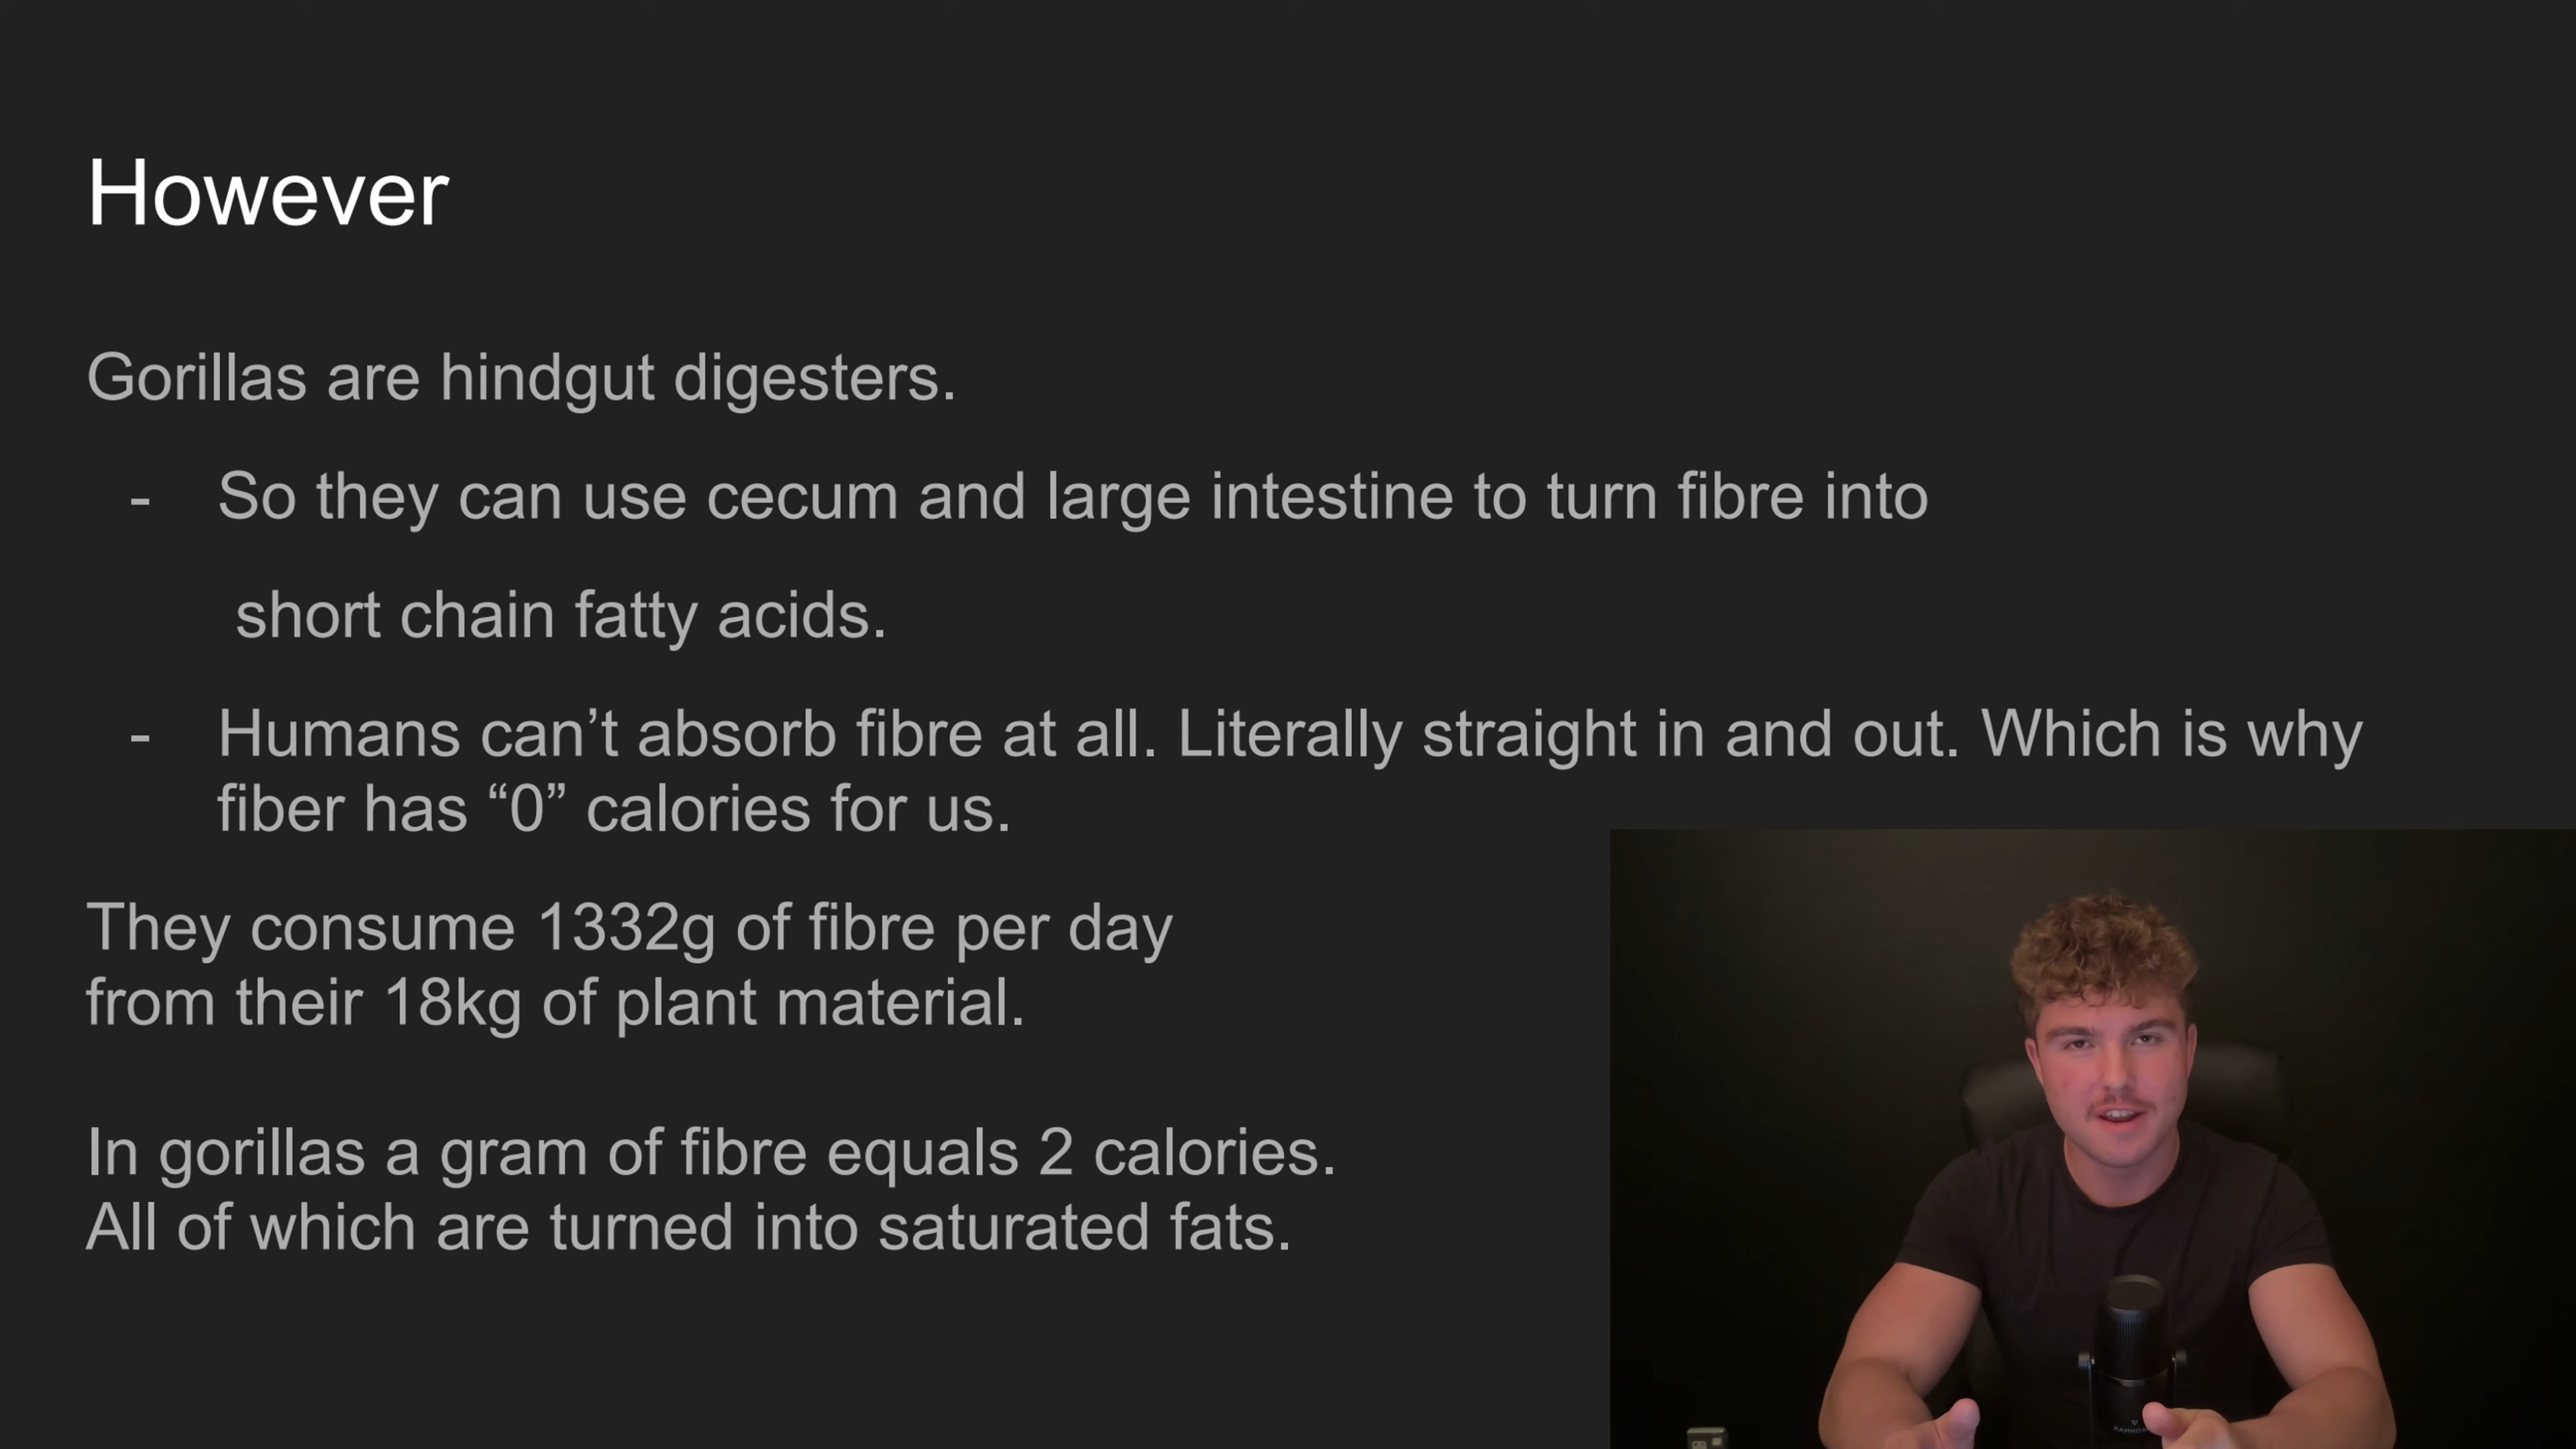 However
Gorillas are hindgut digesters.
- So they can use cecum and large intestine to turn fibre into
short chain fatty acids.
- Humans can’t absorb fibre at all. Literally straight in and out. Which is why
fiber has “0” calories for us.
They consume 1332g of fibre per day
from their 18kg of plant material.
In gorillas a gram of fibre equals 2 calories.
All of which are turned into saturated fats.